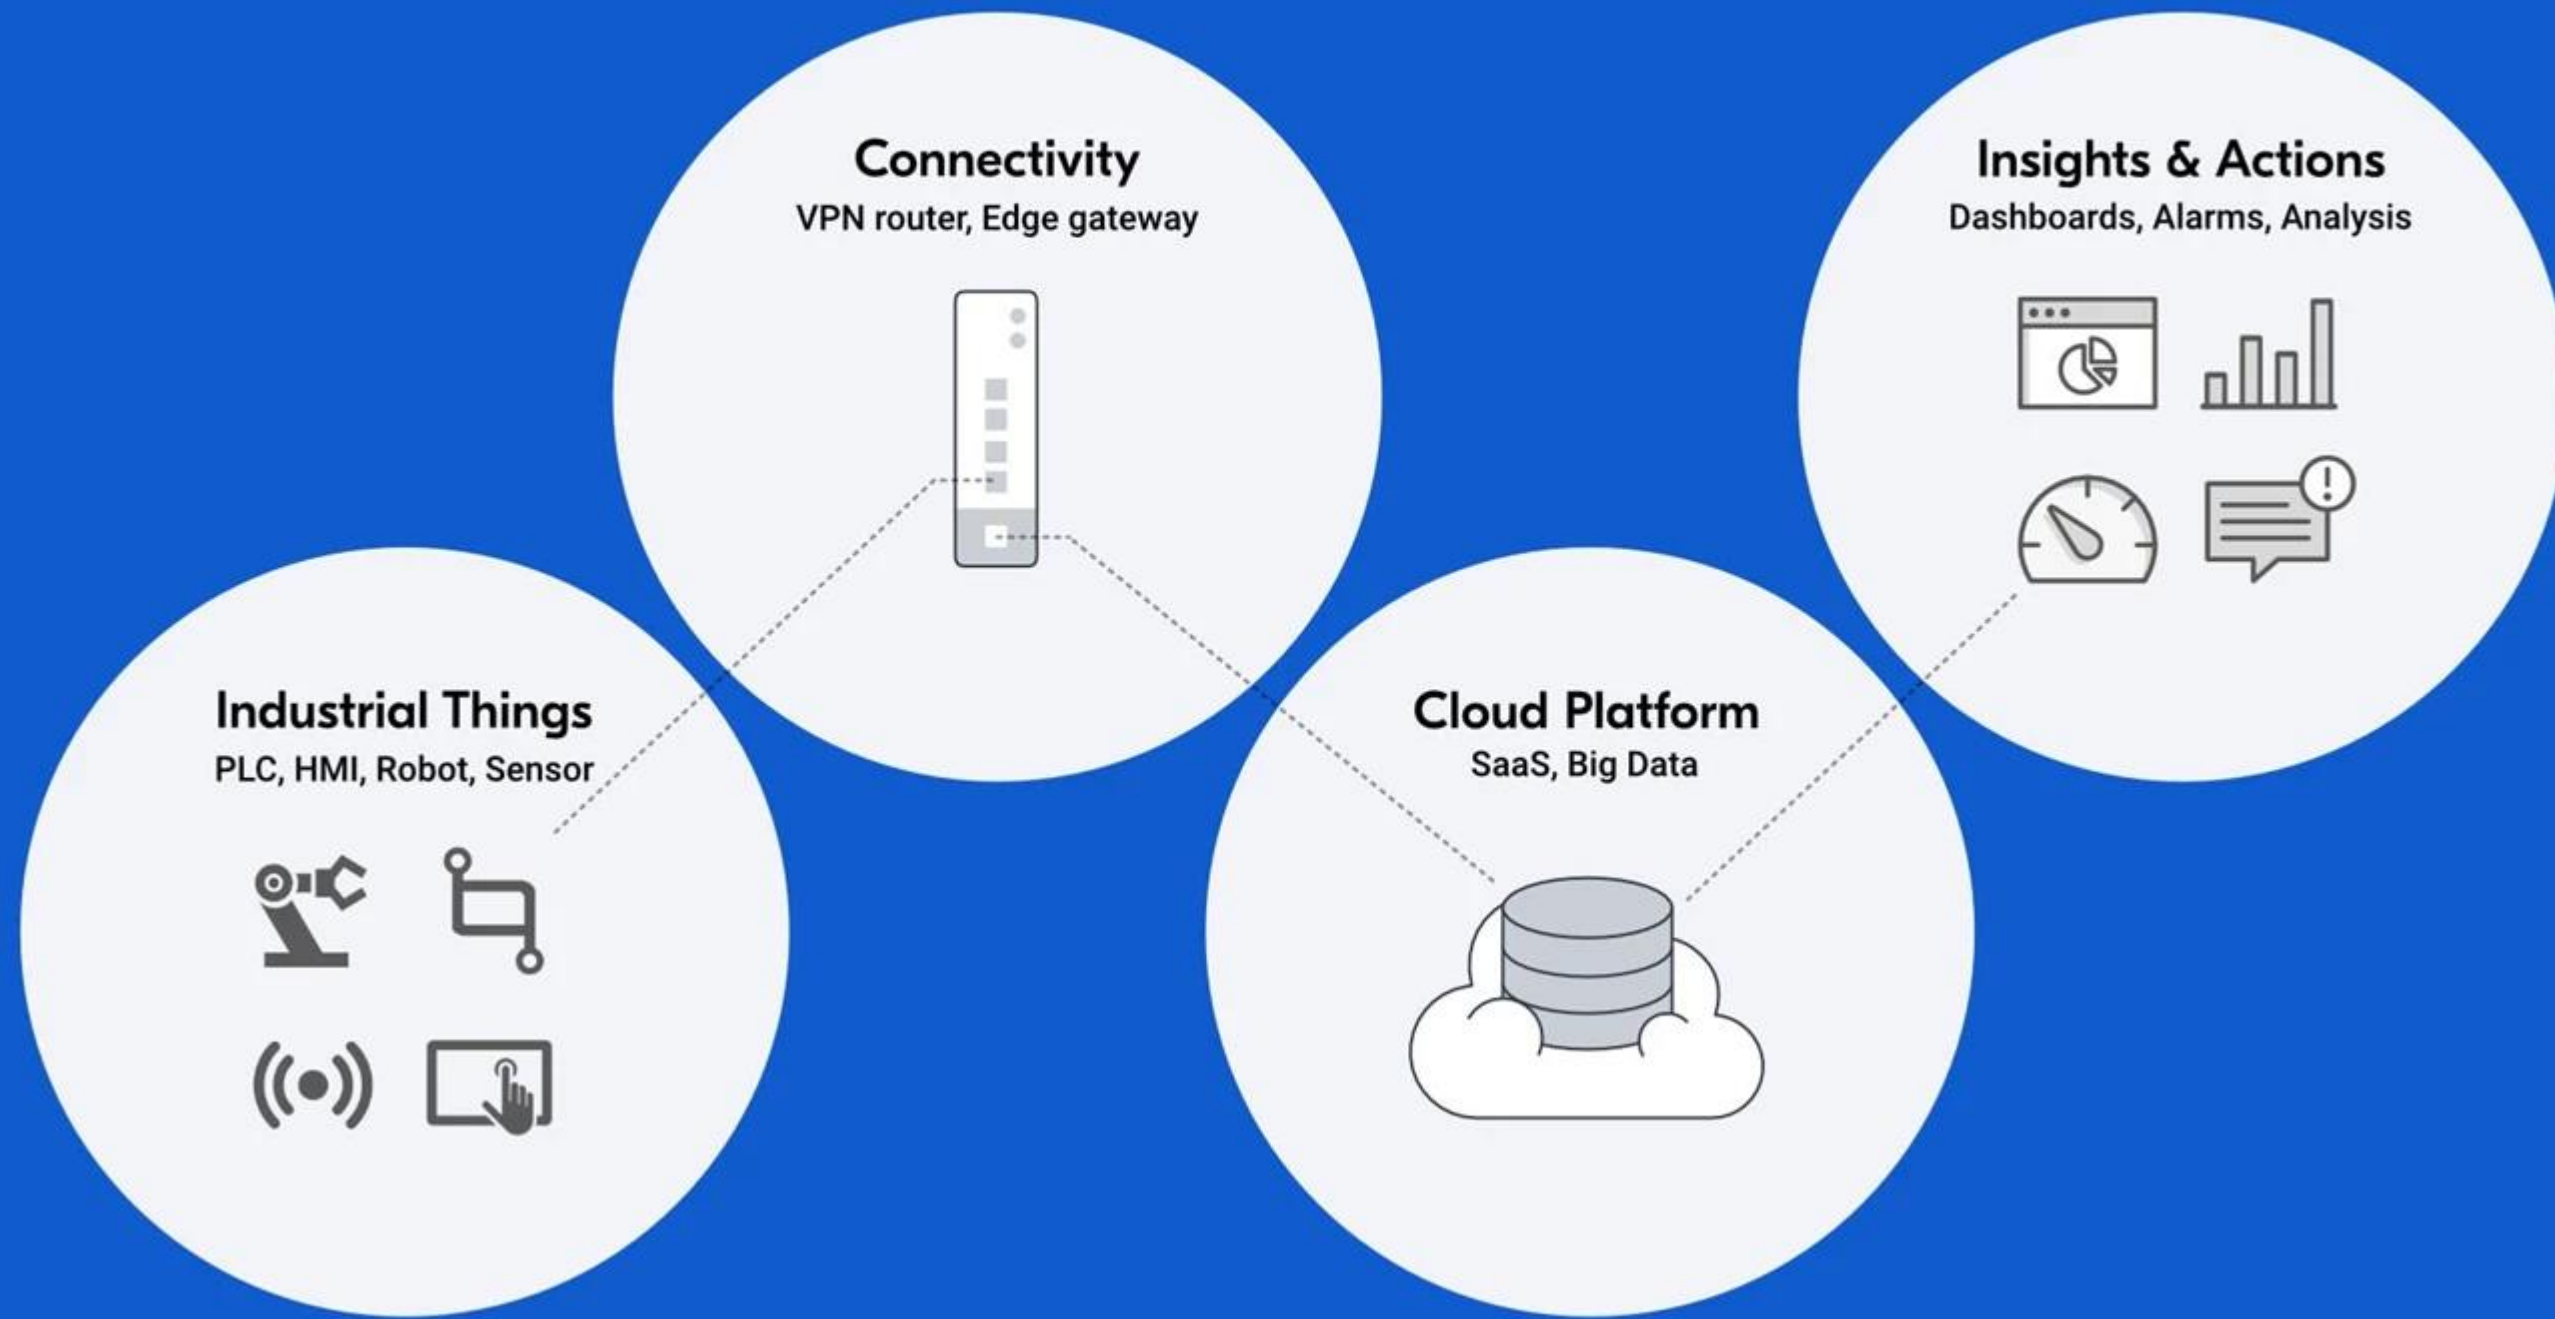 Connectivity
VPN router, Edge gateway
Insights & Actions
Dashboards, Alarms, Analysis
Industrial Things
PLC, HMI, Robot, Sensor
Cloud Platform
SaaS, Big Data